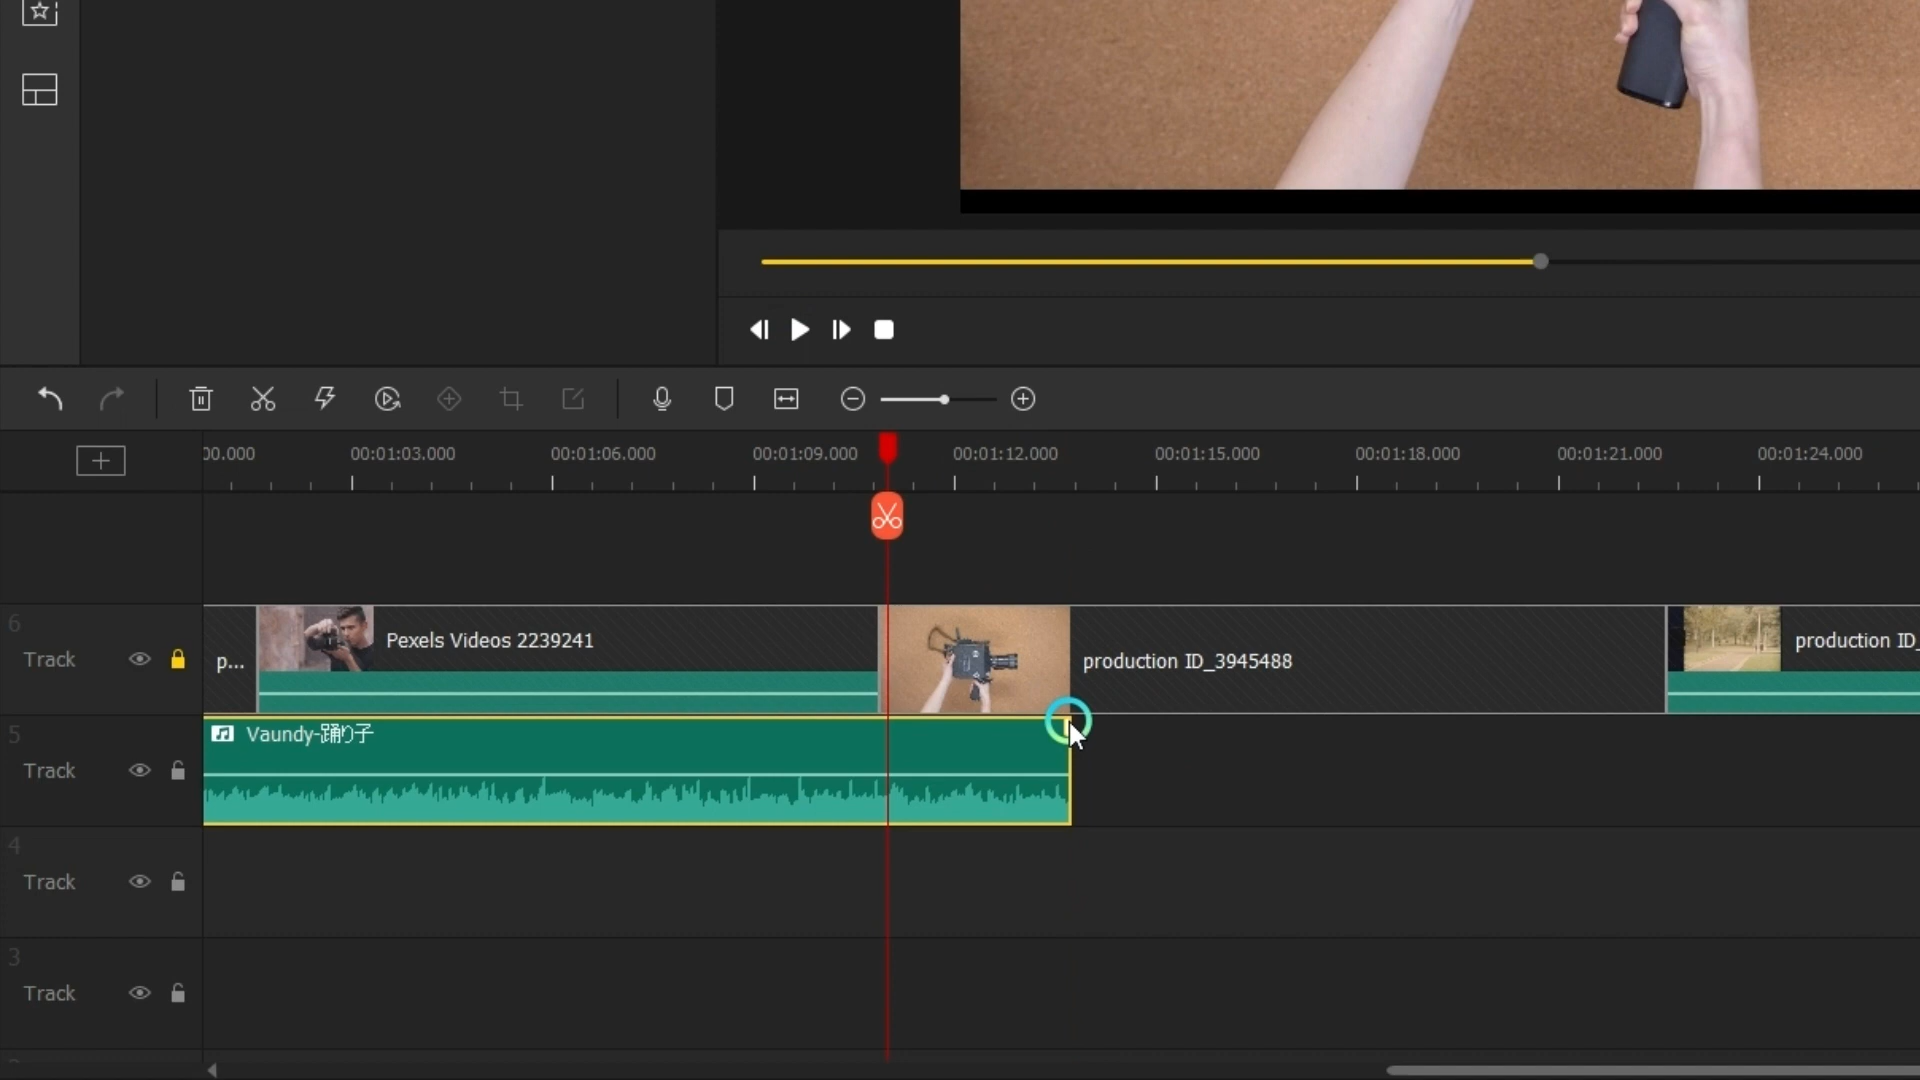 00.000 00:01:03.000 00:01:06.000 00:01:09.000 00:01:12.000 00:01:15.000 00:01:18.000 00:01:21.000 00:01:24.000
6
Track
p... Pexels Videos 2239241 production ID_3945488 production ID_
5
Track
Vaundy-踊り子
4
Track
3
Track